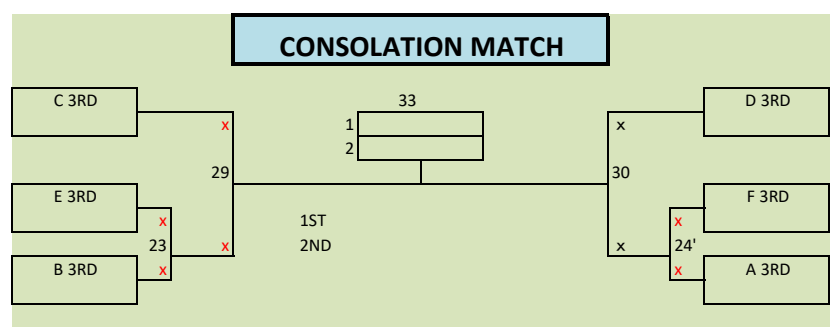 CONSOLATION MATCH
C 3RD 33 D 3RD
x 1 x
2
29 30
E 3RD F 3RD
x 1ST x
23 x 2ND x 24'
B 3RD x x A 3RD